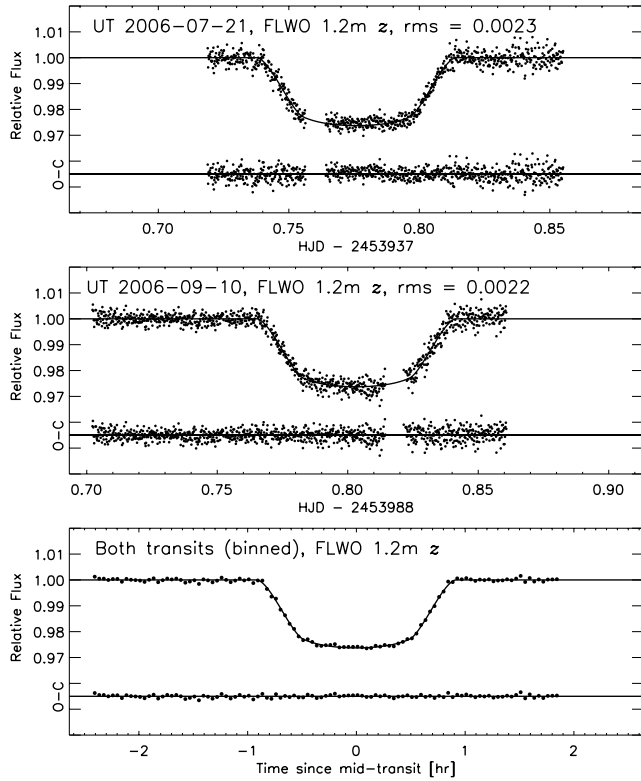 UT 2006-07-21, FLWO 1.2m z, rms = 0.0023
1.01
1.00
0.99
0.98
0.97
Relative Flux
O-C
0.70 0.75 0.80 0.85
HJD - 2453937
UT 2006-09-10, FLWO 1.2m z, rms = 0.0022
1.01
1.00
0.99
0.98
0.97
Relative Flux
O-C
0.70 0.75 0.80 0.85 0.90
HJD - 2453988
Both transits (binned), FLWO 1.2m z
1.01
1.00
0.99
0.98
0.97
Relative Flux
O-C
-2 -1 0 1 2
Time since mid-transit [hr]